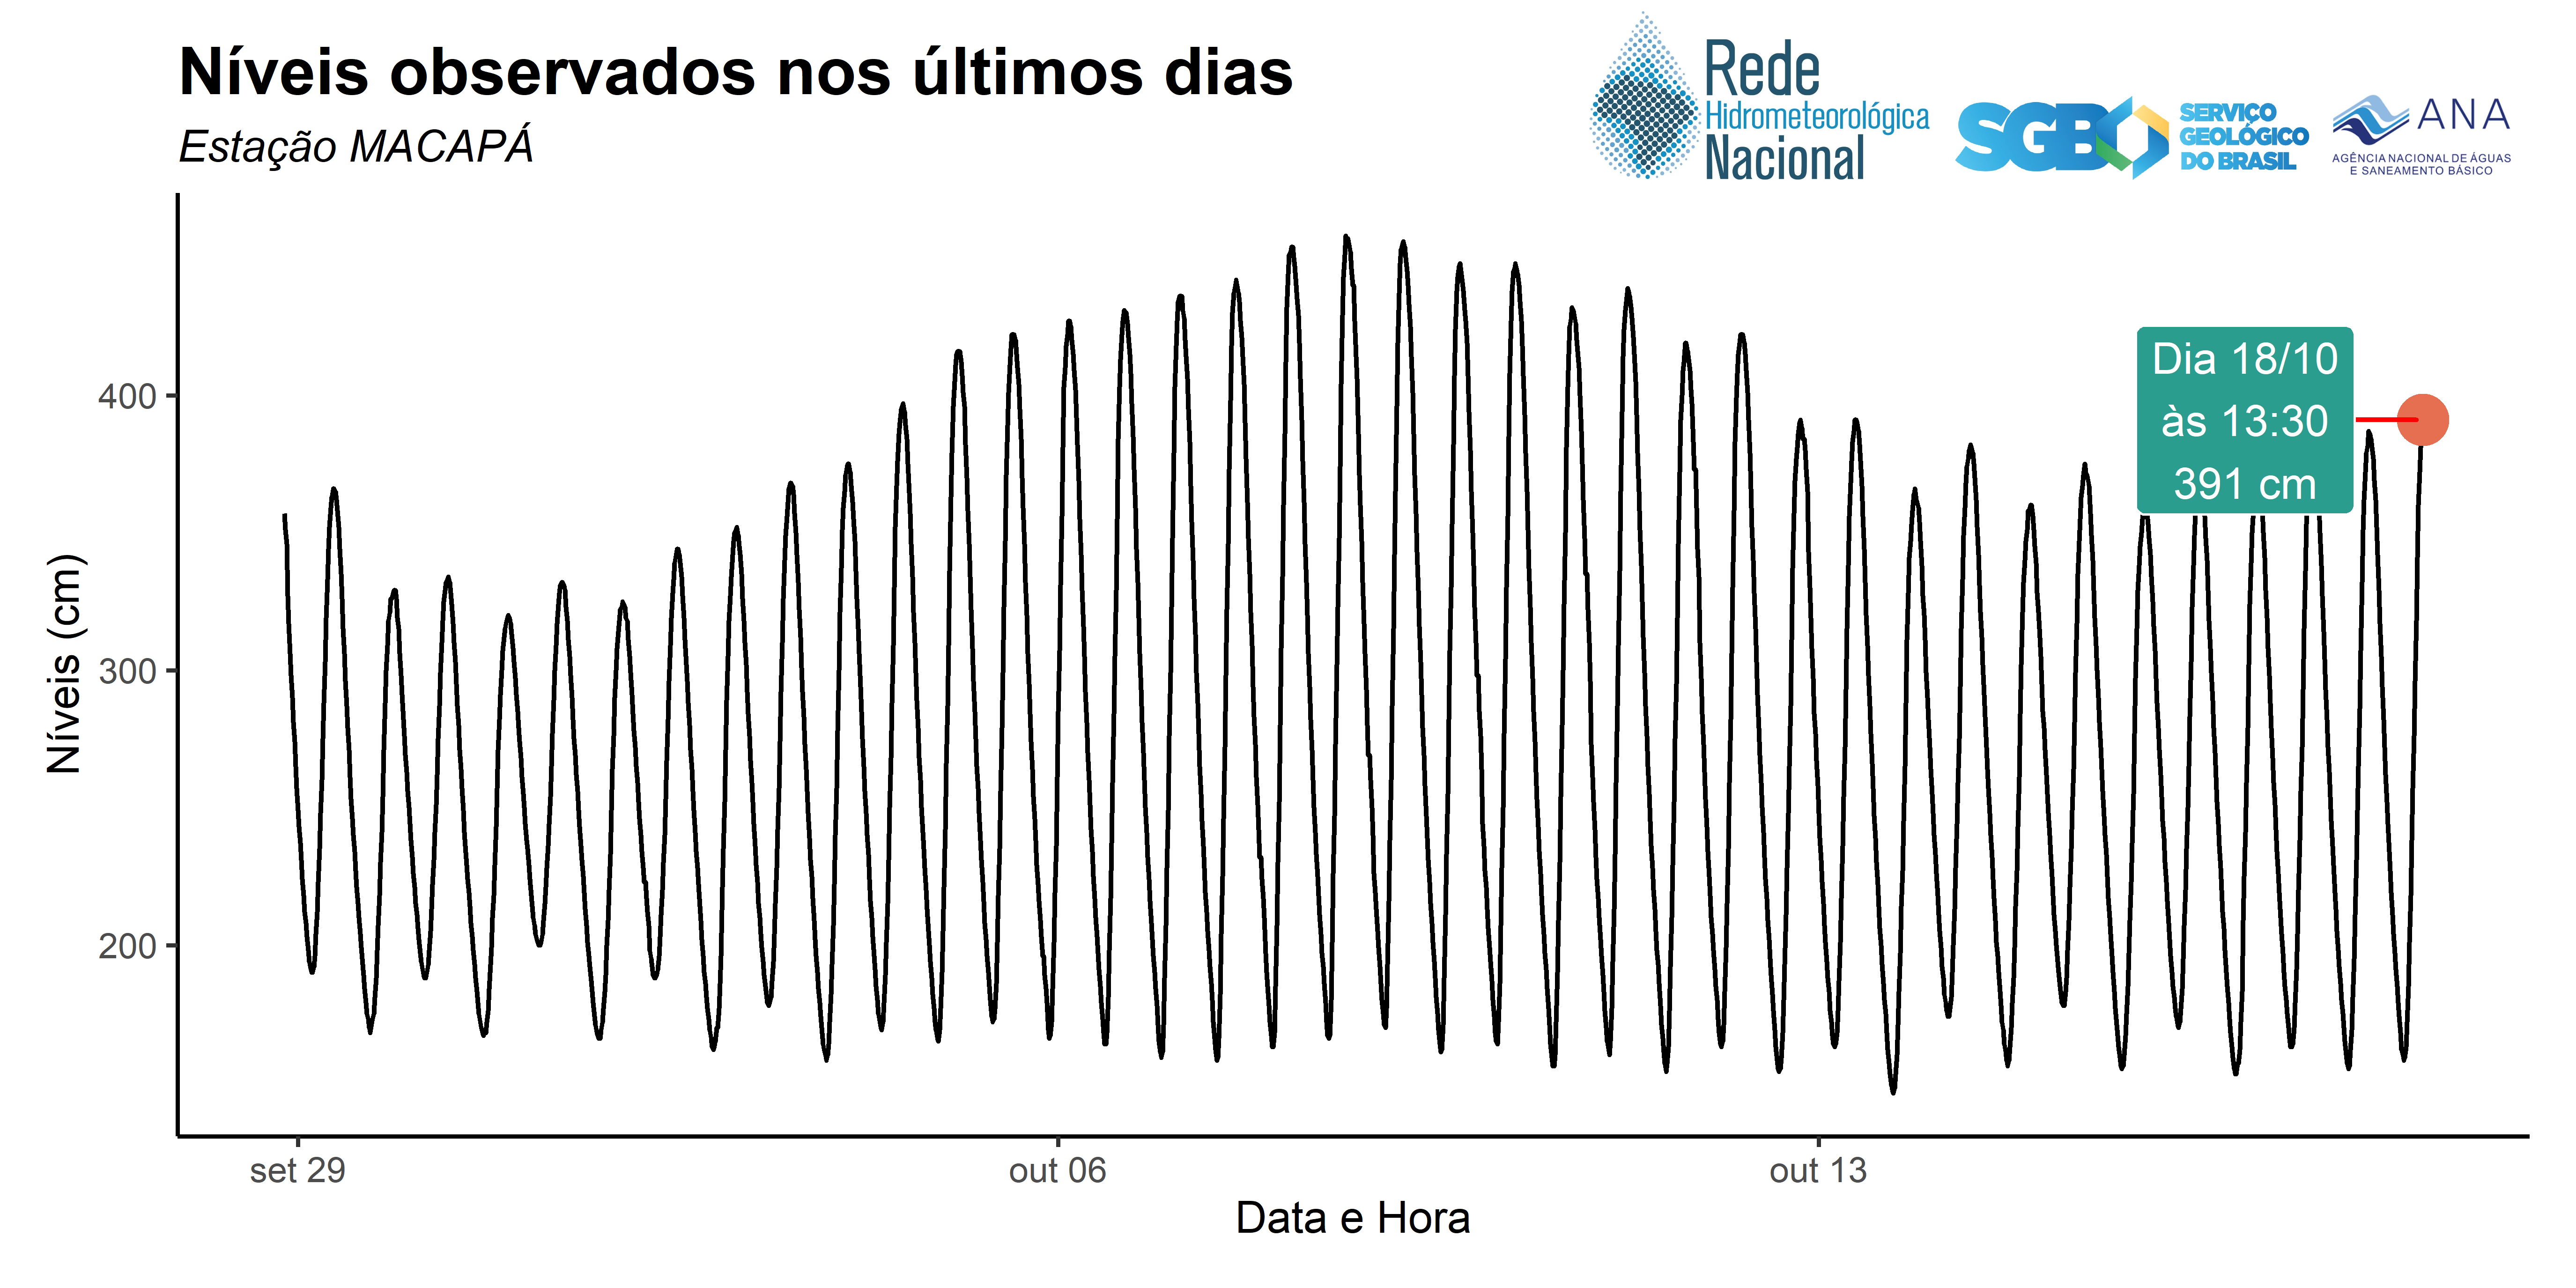 Níveis observados nos últimos dias
Estação MACAPÁ
Rede
Hidrometeorológica
Nacional
SGB
SERVIÇO
GEOLÓGICO
DO BRASIL
ANA
AGÊNCIA NACIONAL DE ÁGUAS
E SANEAMENTO BÁSICO
Níveis (cm)
400
300
200
Dia 18/10
às 13:30
391 cm
set 29
out 06
out 13
Data e Hora